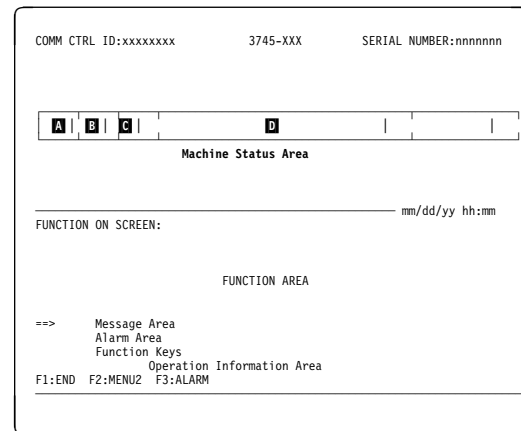 COMM CTRL ID:xxxxxxxx 3745-XXX SERIAL NUMBER:nnnnnnn
A B C D
Machine Status Area
mm/dd/yy hh:mm
FUNCTION ON SCREEN:
FUNCTION AREA
==> Message Area
Alarm Area
Function Keys
Operation Information Area
F1:END F2:MENU2 F3:ALARM